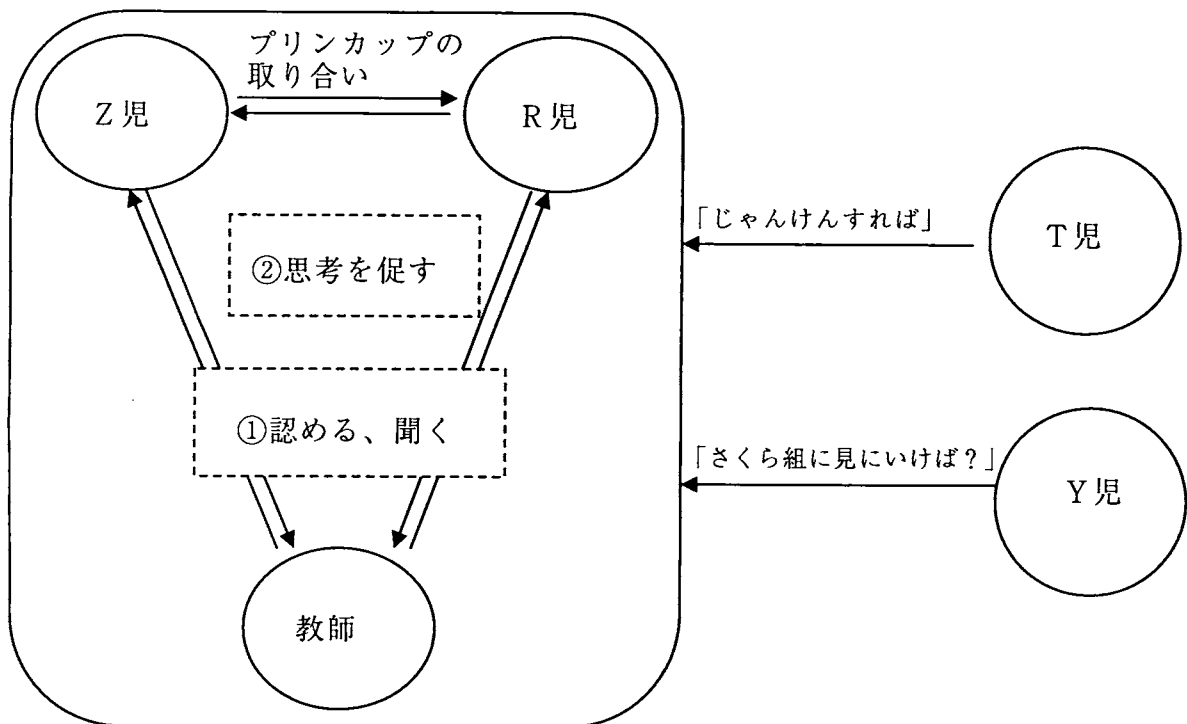 プリンカップの
取り合い
Z児
R児
「じゃんけんすれば」
T児
②思考を促す
①認める、聞く
「さくら組に見にいけば？」
Y児
教師